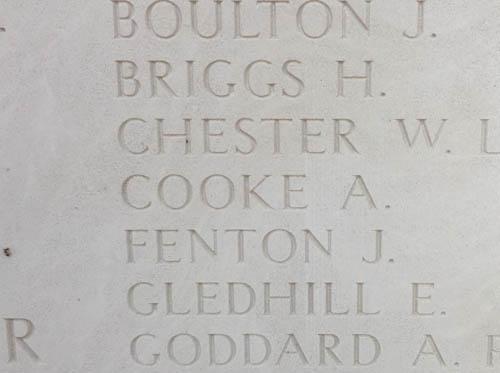 BOULTON J.
BRIGGS H.
CHESTER W. L
COOKE A.
FENTON J.
GLEDHILL E.
R GODDARD A. F